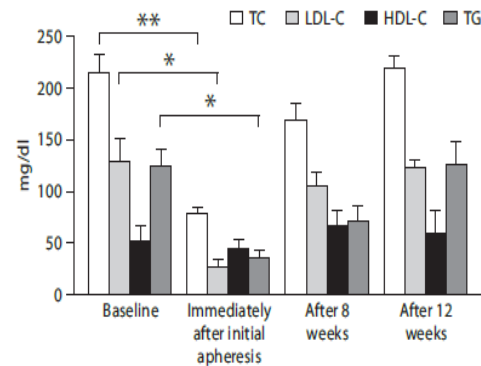 TC LDL-C HDL-C TG
**
*
*
mg/dl
250
200
150
100
50
0
Baseline
Immediately
after initial
apheresis
After 8
weeks
After 12
weeks